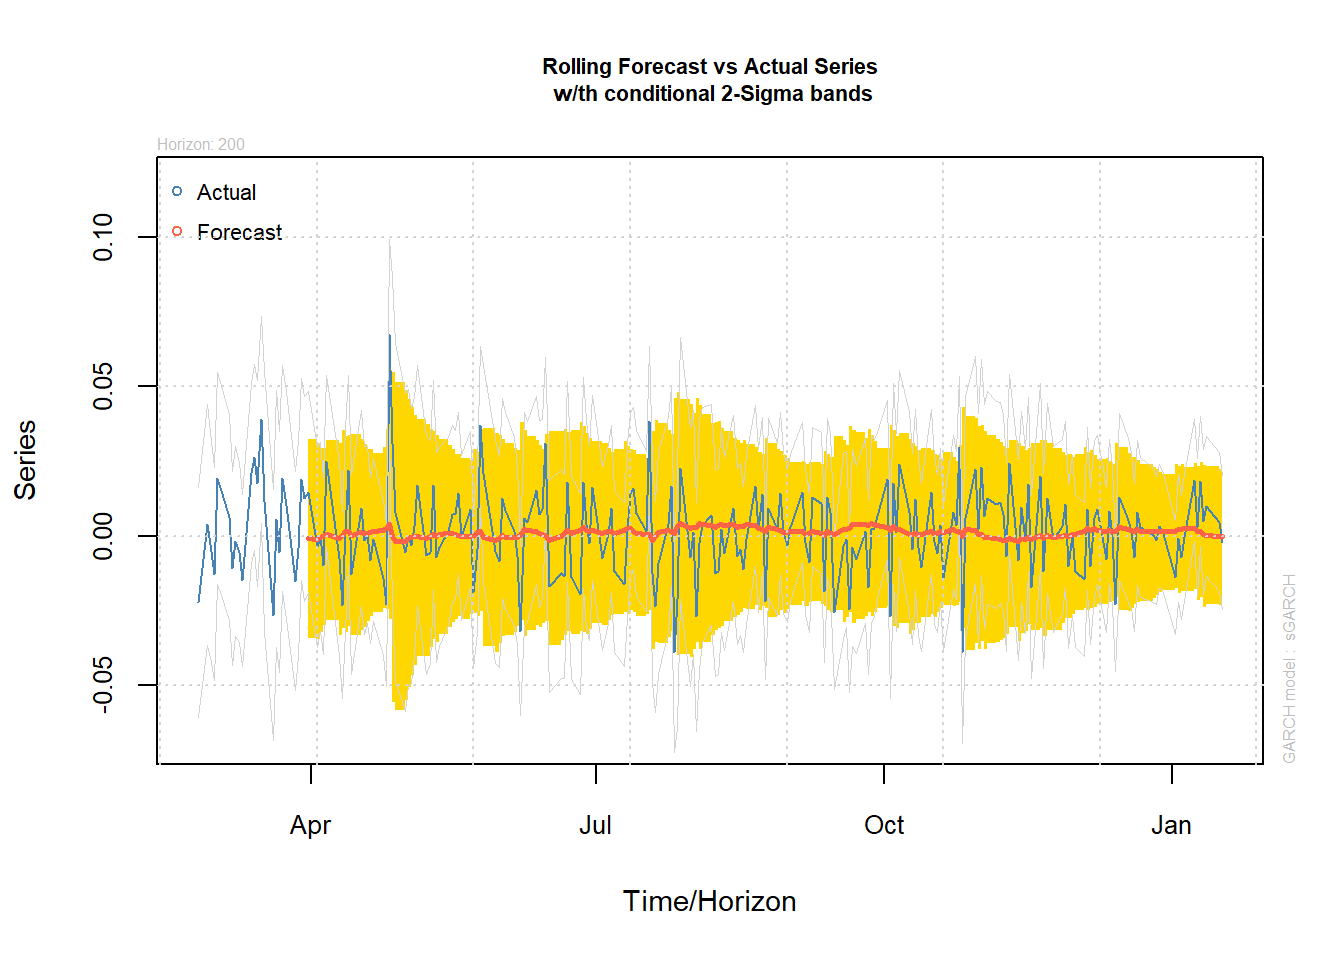 Rolling Forecast vs Actual Series
w/th conditional 2-Sigma bands
Horizon: 200
Actual
Forecast
0.10
0.05
0.00
-0.05
Series
Apr
Jul
Oct
Jan
Time/Horizon
GARCH model : sGARCH